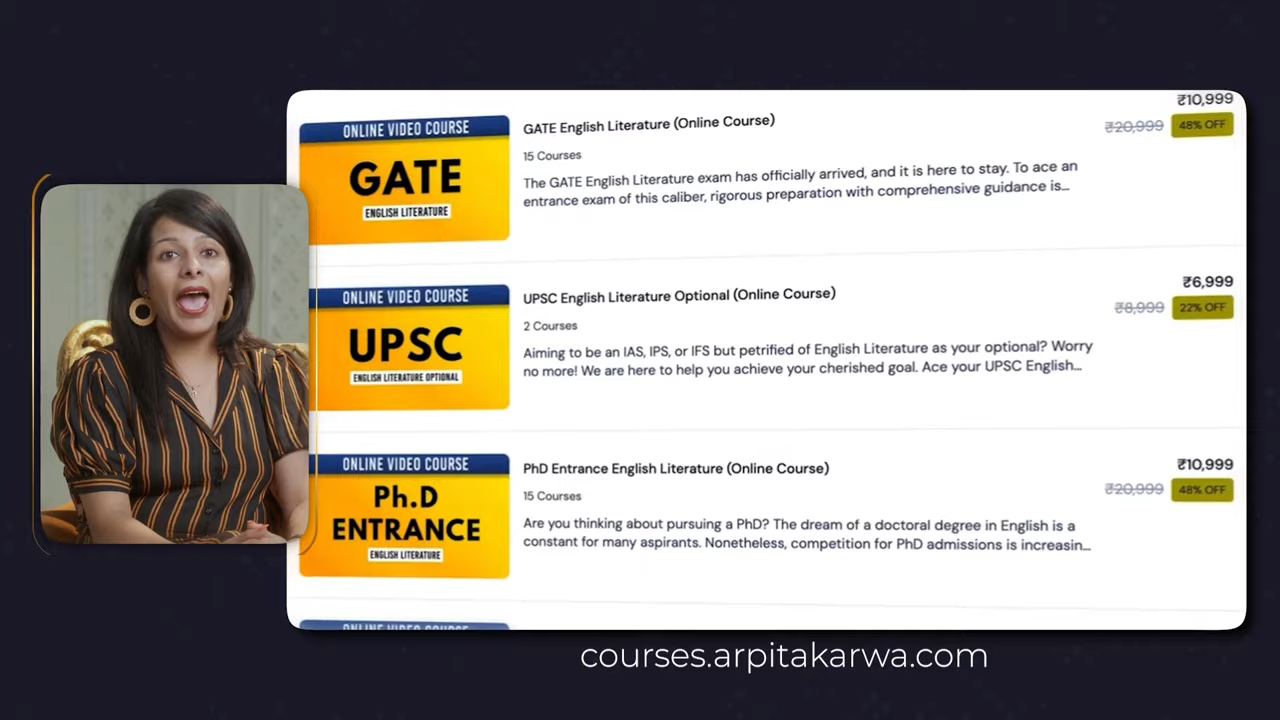 ONLINE VIDEO COURSE
GATE
ENGLISH LITERATURE
GATE English Literature (Online Course)
15 Courses
The GATE English Literature exam has officially arrived, and it is here to stay. To ace an
entrance exam of this caliber, rigorous preparation with comprehensive guidance is...
₹10,999
₹20,999 48% OFF
ONLINE VIDEO COURSE
UPSC
ENGLISH LITERATURE OPTIONAL
UPSC English Literature Optional (Online Course)
2 Courses
Aiming to be an IAS, IPS, or IFS but petrified of English Literature as your optional? Worry
no more! We are here to help you achieve your cherished goal. Ace your UPSC English...
₹6,999
₹8,999 22% OFF
ONLINE VIDEO COURSE
Ph.D
ENTRANCE
ENGLISH LITERATURE
PhD Entrance English Literature (Online Course)
15 Courses
Are you thinking about pursuing a PhD? The dream of a doctoral degree in English is a
constant for many aspirants. Nonetheless, competition for PhD admissions is increasin...
₹10,999
₹20,999 48% OFF
ONLINE VIDEO COURSE
courses.arpitakarwa.com